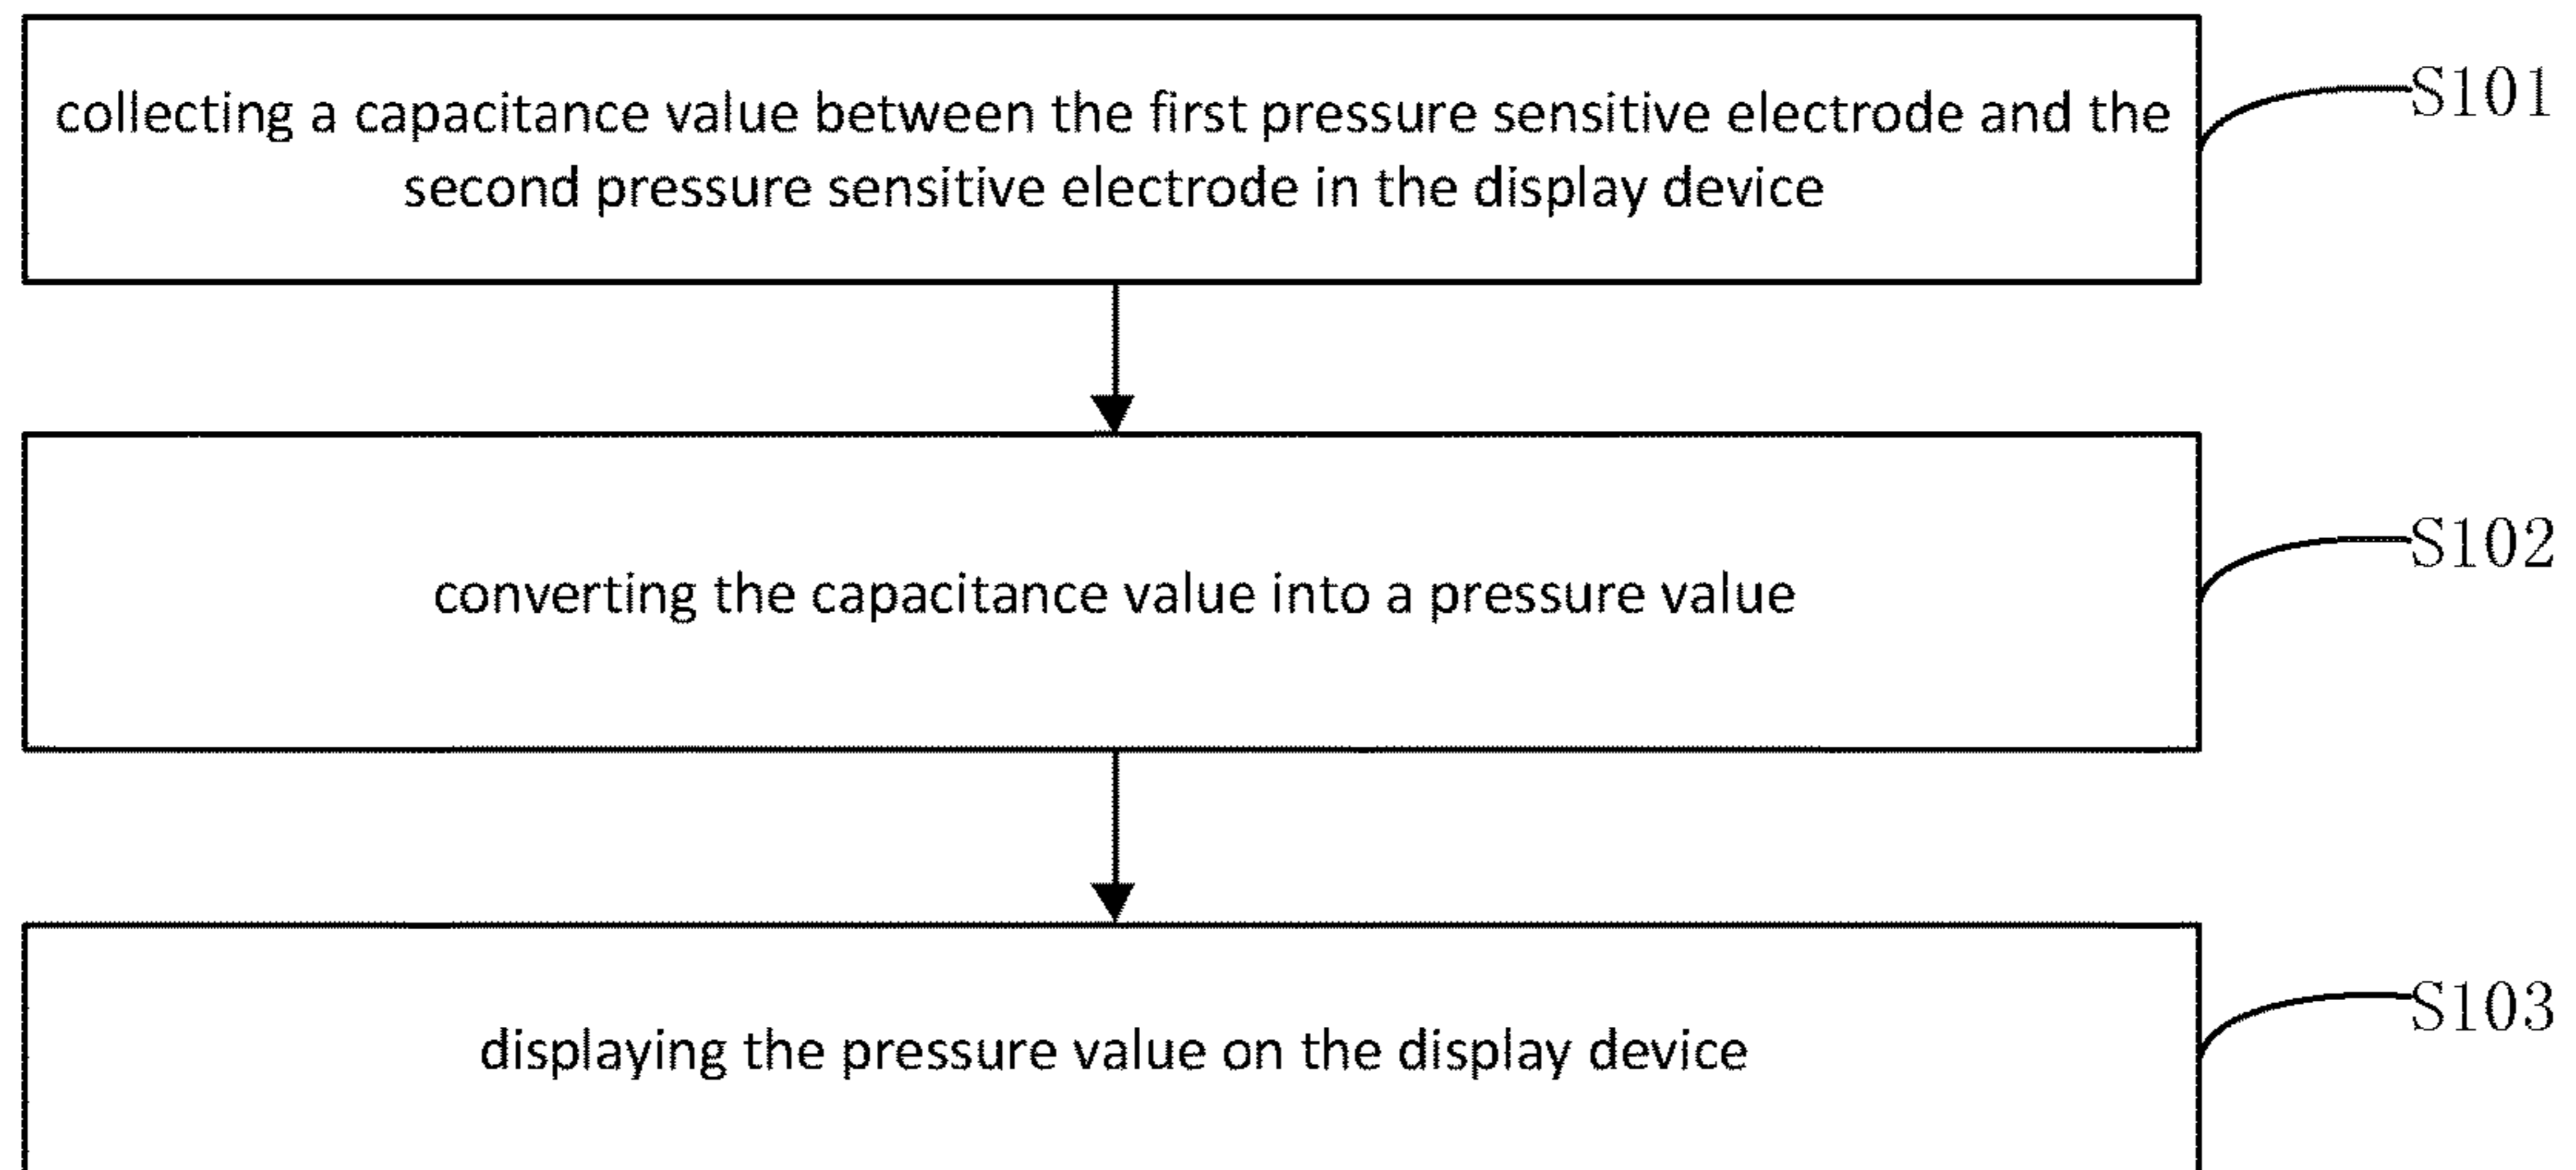 collecting a capacitance value between the first pressure sensitive electrode and the
second pressure sensitive electrode in the display device
S101
converting the capacitance value into a pressure value
S102
displaying the pressure value on the display device
S103